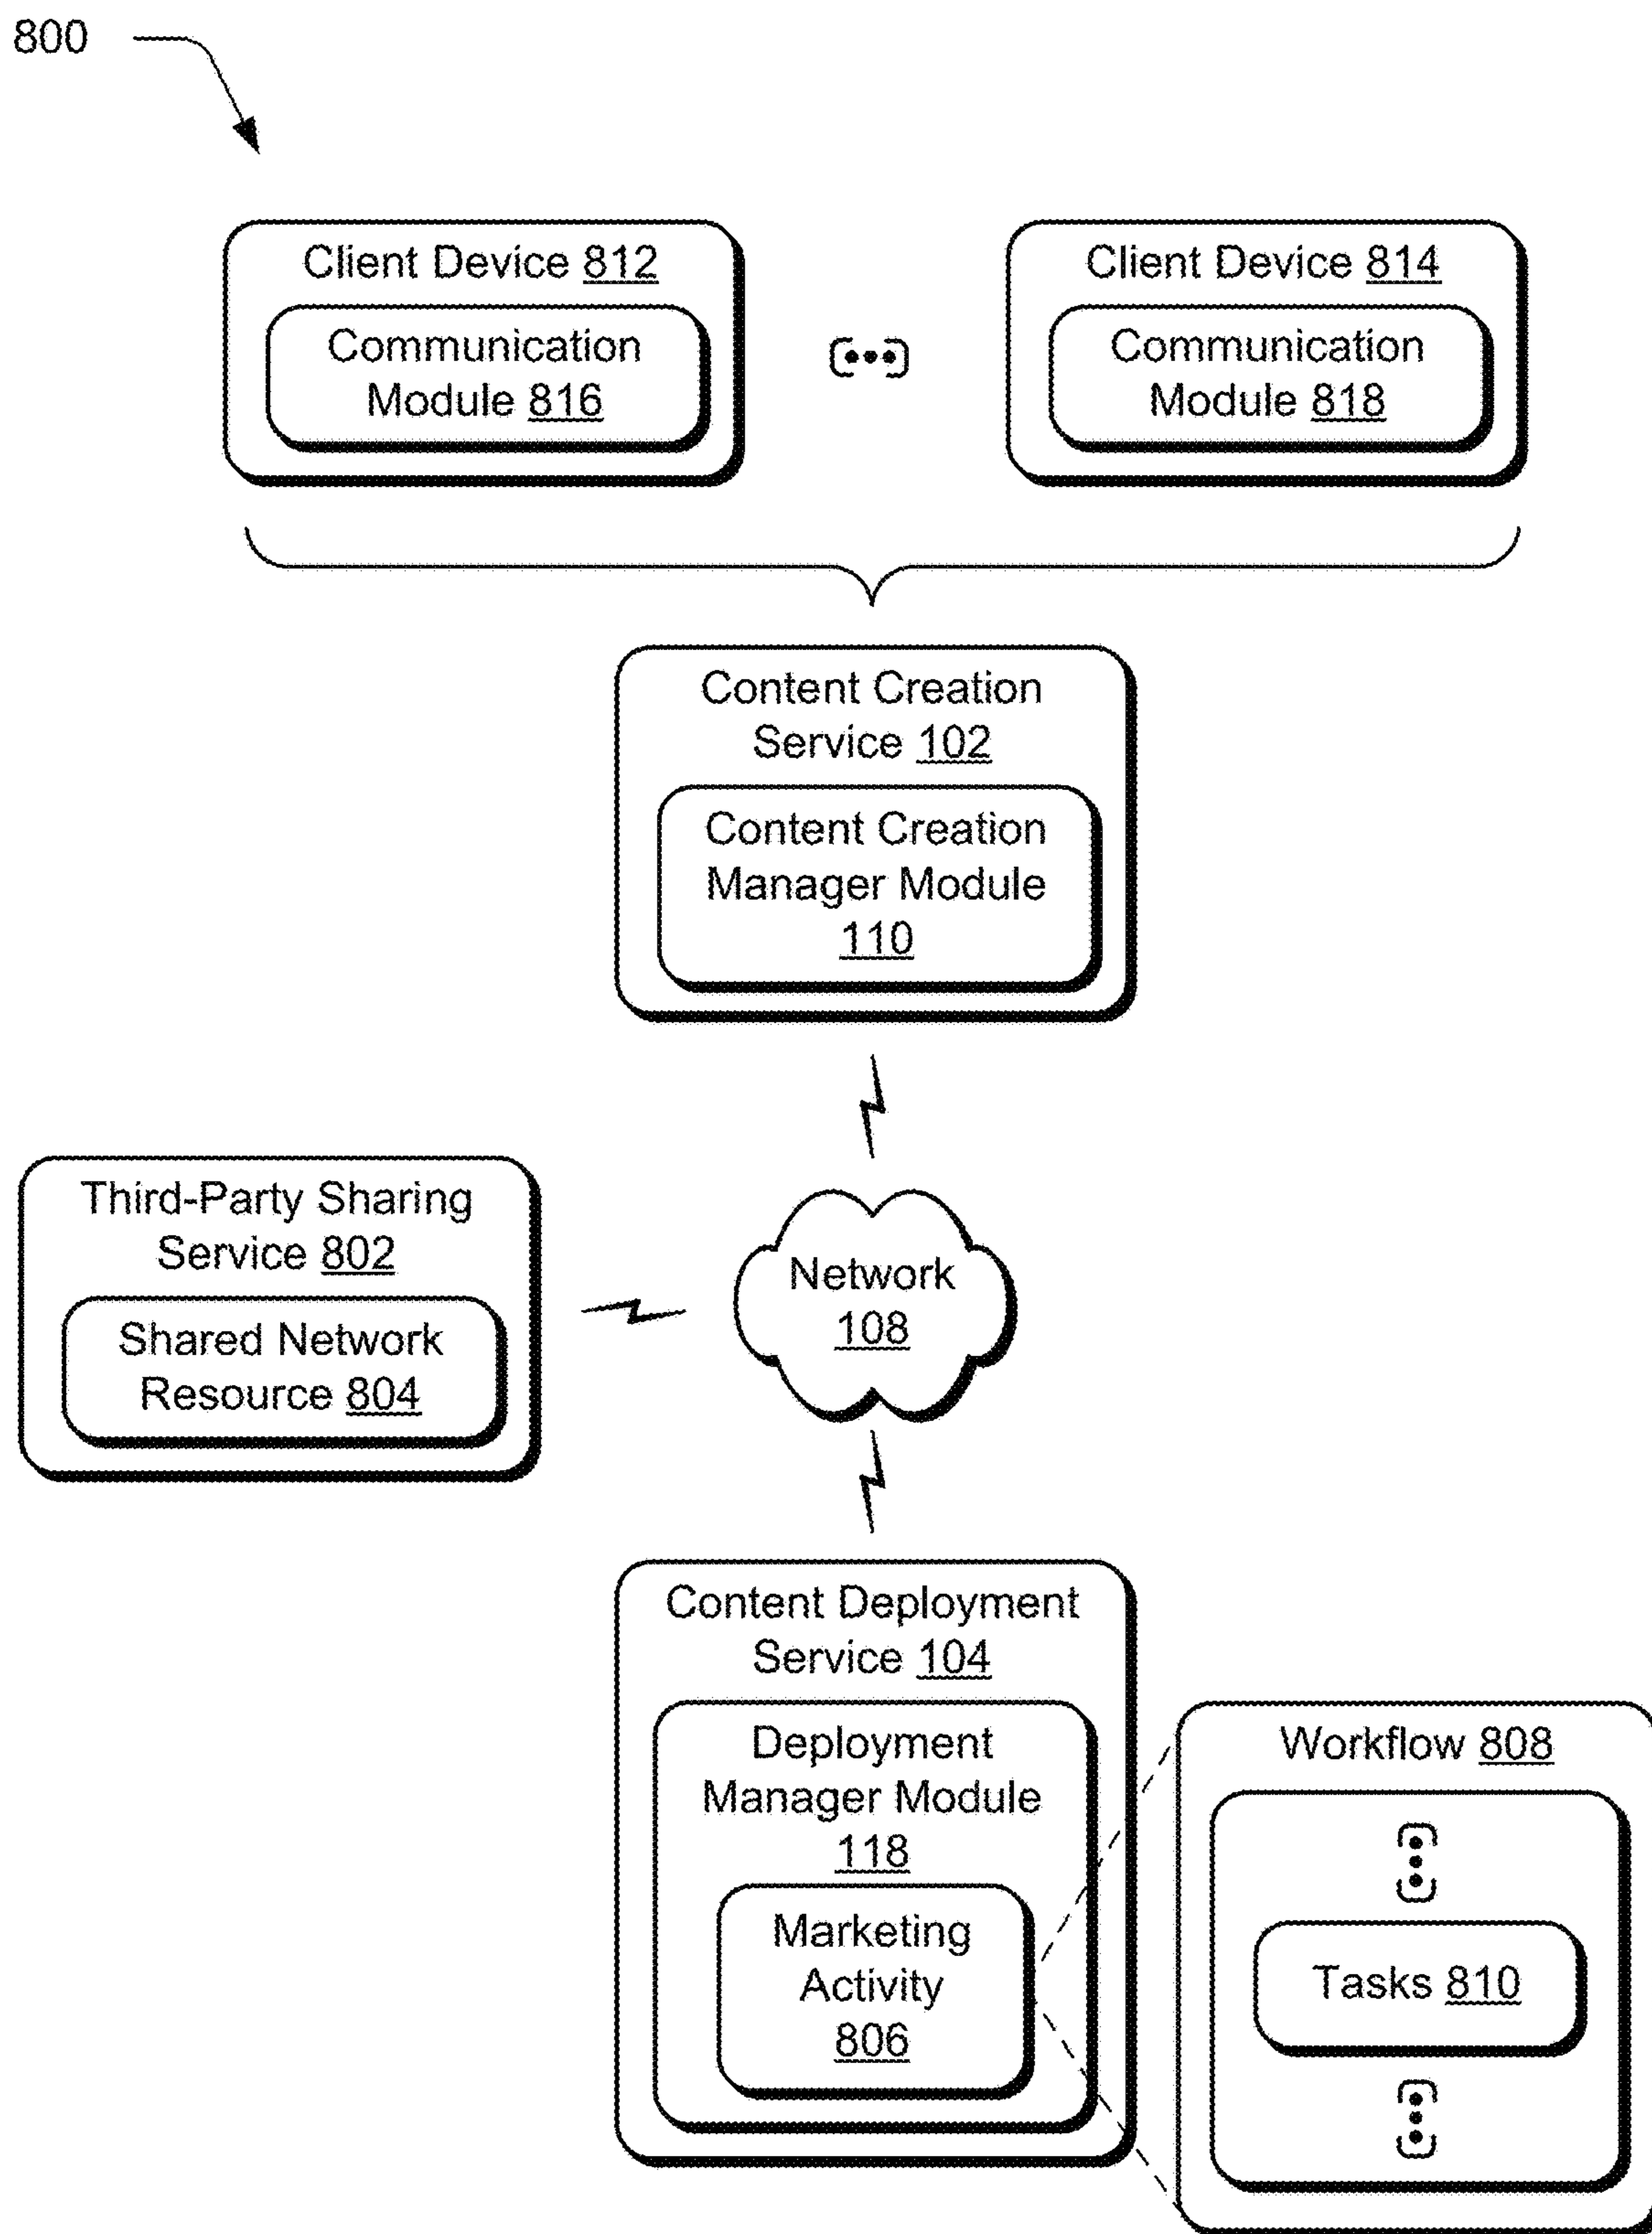 800
Client Device 812
Communication
Module 816
Client Device 814
Communication
Module 818
Content Creation
Service 102
Content Creation
Manager Module
110
Third-Party Sharing
Service 802
Shared Network
Resource 804
Network
108
Content Deployment
Service 104
Deployment
Manager Module
118
Marketing
Activity
806
Workflow 808
Tasks 810